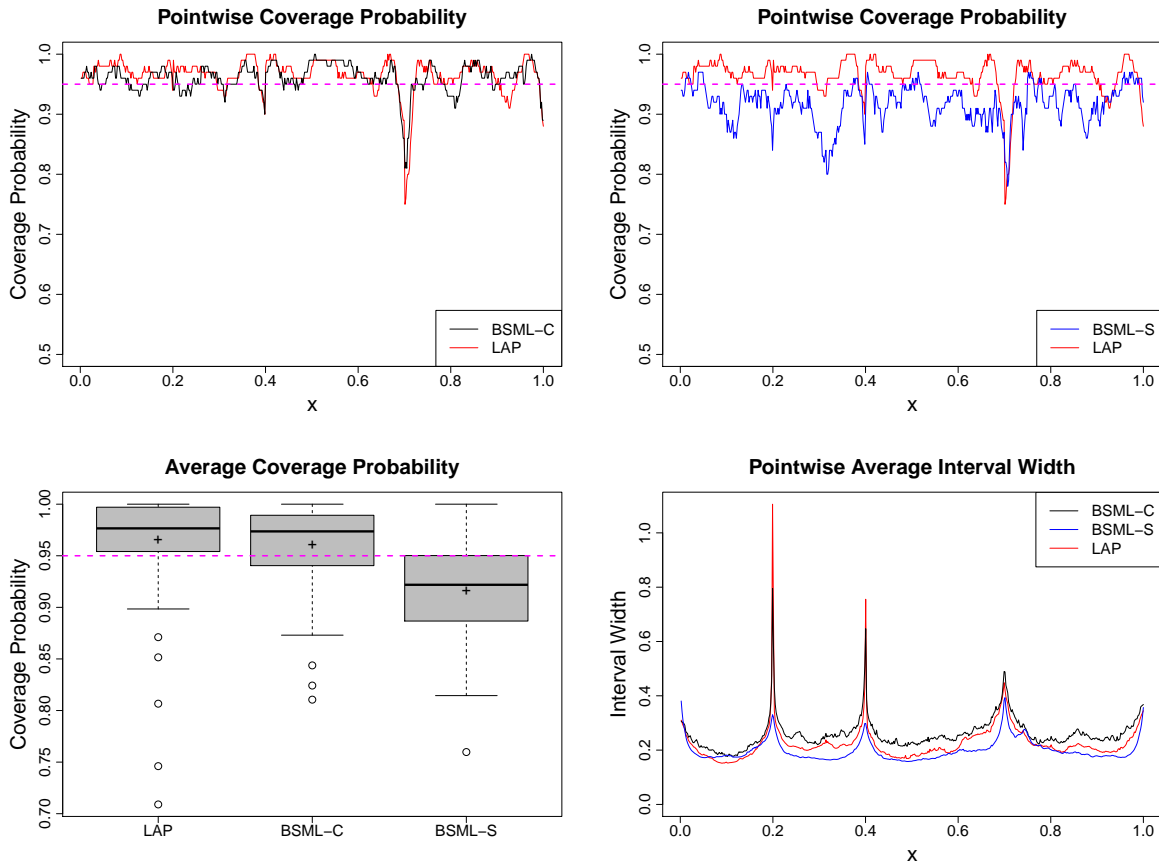 Pointwise Coverage Probability
Coverage Probability
1.0
0.9
0.8
0.7
0.6
0.5
BSML−C
LAP
0.0 0.2 0.4 0.6 0.8 1.0
x
Pointwise Coverage Probability
Coverage Probability
1.0
0.9
0.8
0.7
0.6
0.5
BSML−S
LAP
0.0 0.2 0.4 0.6 0.8 1.0
x
Average Coverage Probability
Coverage Probability
1.00
0.95
0.90
0.85
0.80
0.75
0.70
LAP BSML−C BSML−S
Pointwise Average Interval Width
Interval Width
1.0
0.8
0.6
0.4
0.2
0.0
BSML−C
BSML−S
LAP
0.0 0.2 0.4 0.6 0.8 1.0
x